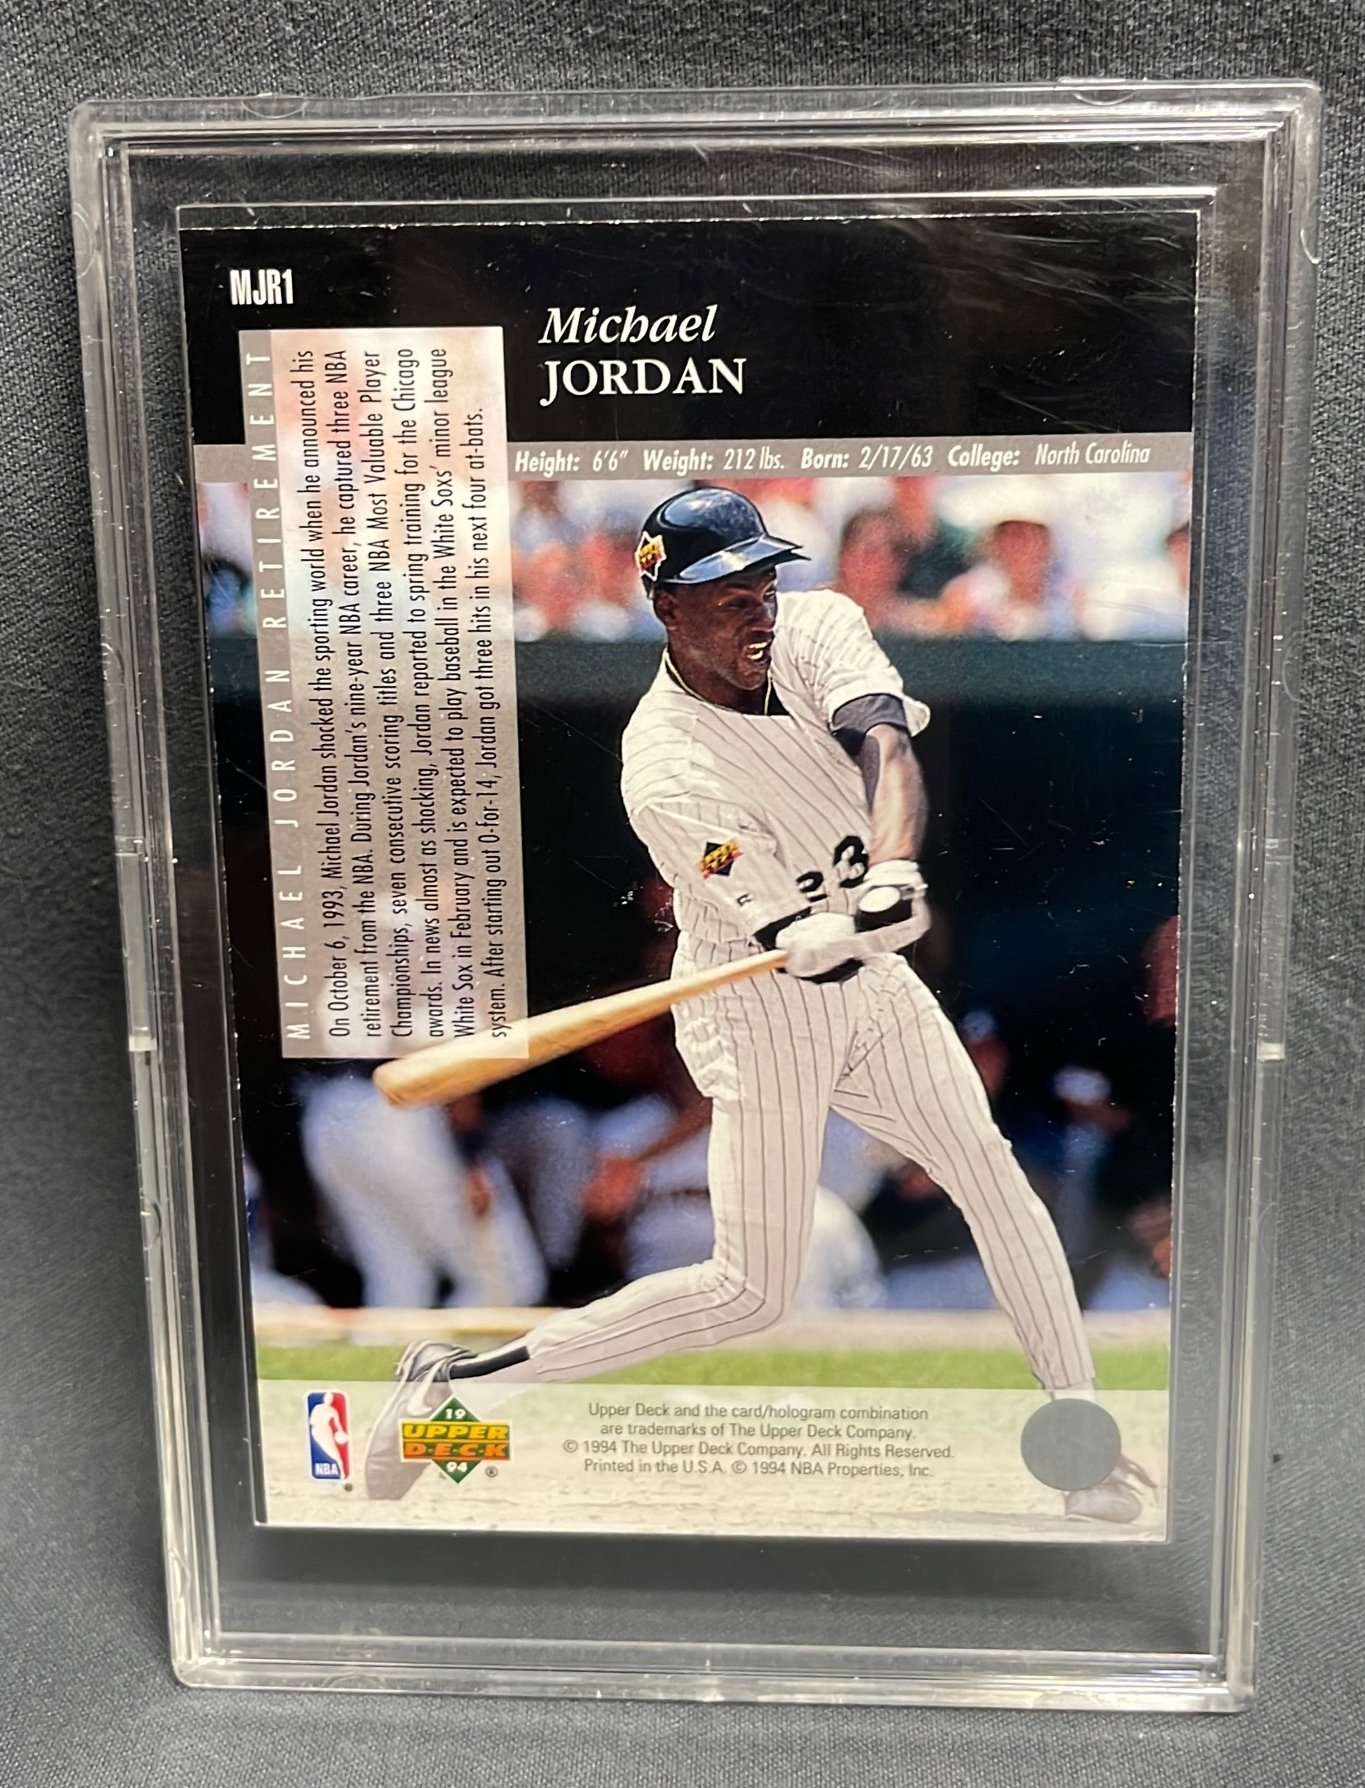 MJR1
Michael
JORDAN
Height: 6'6" Weight: 212 lbs. Born: 2/17/63 College: North Carolina
MICHAEL JORDAN RETIREMENT
On October 6, 1993, Michael Jordan shocked the sporting world when he announced his
retirement from the NBA. During Jordan's nine-year NBA career, he captured three NBA
Championships, seven consecutive scoring titles and three NBA Most Valuable Player
awards. In news almost as shocking, Jordan reported to spring training for the Chicago
White Sox in February and is expected to play baseball in the White Soxs' minor league
system. After starting out 0-for-14, Jordan got three hits in his next four at-bats.
23
NBA
19
UPPER
D·E·C·K
94
®
Upper Deck and the card/hologram combination
are trademarks of The Upper Deck Company.
© 1994 The Upper Deck Company. All Rights Reserved.
Printed in the U.S.A. © 1994 NBA Properties, Inc.